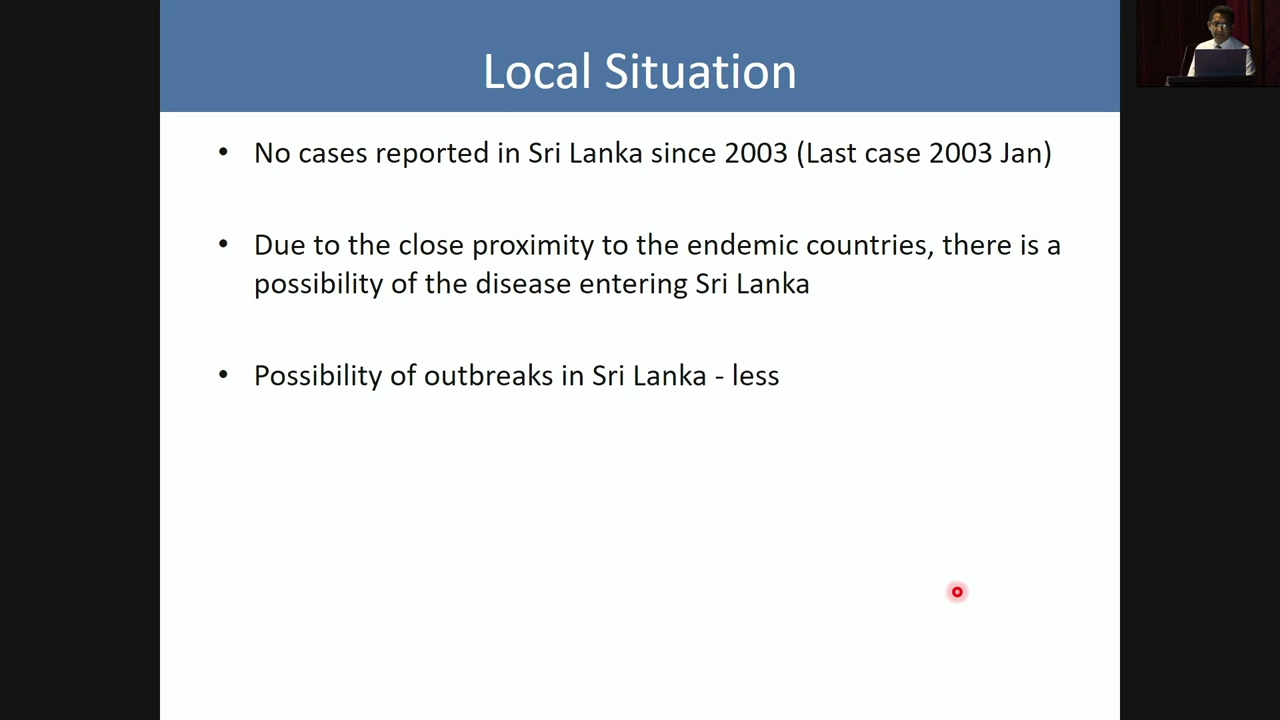 Local Situation
• No cases reported in Sri Lanka since 2003 (Last case 2003 Jan)
• Due to the close proximity to the endemic countries, there is a
possibility of the disease entering Sri Lanka
• Possibility of outbreaks in Sri Lanka - less